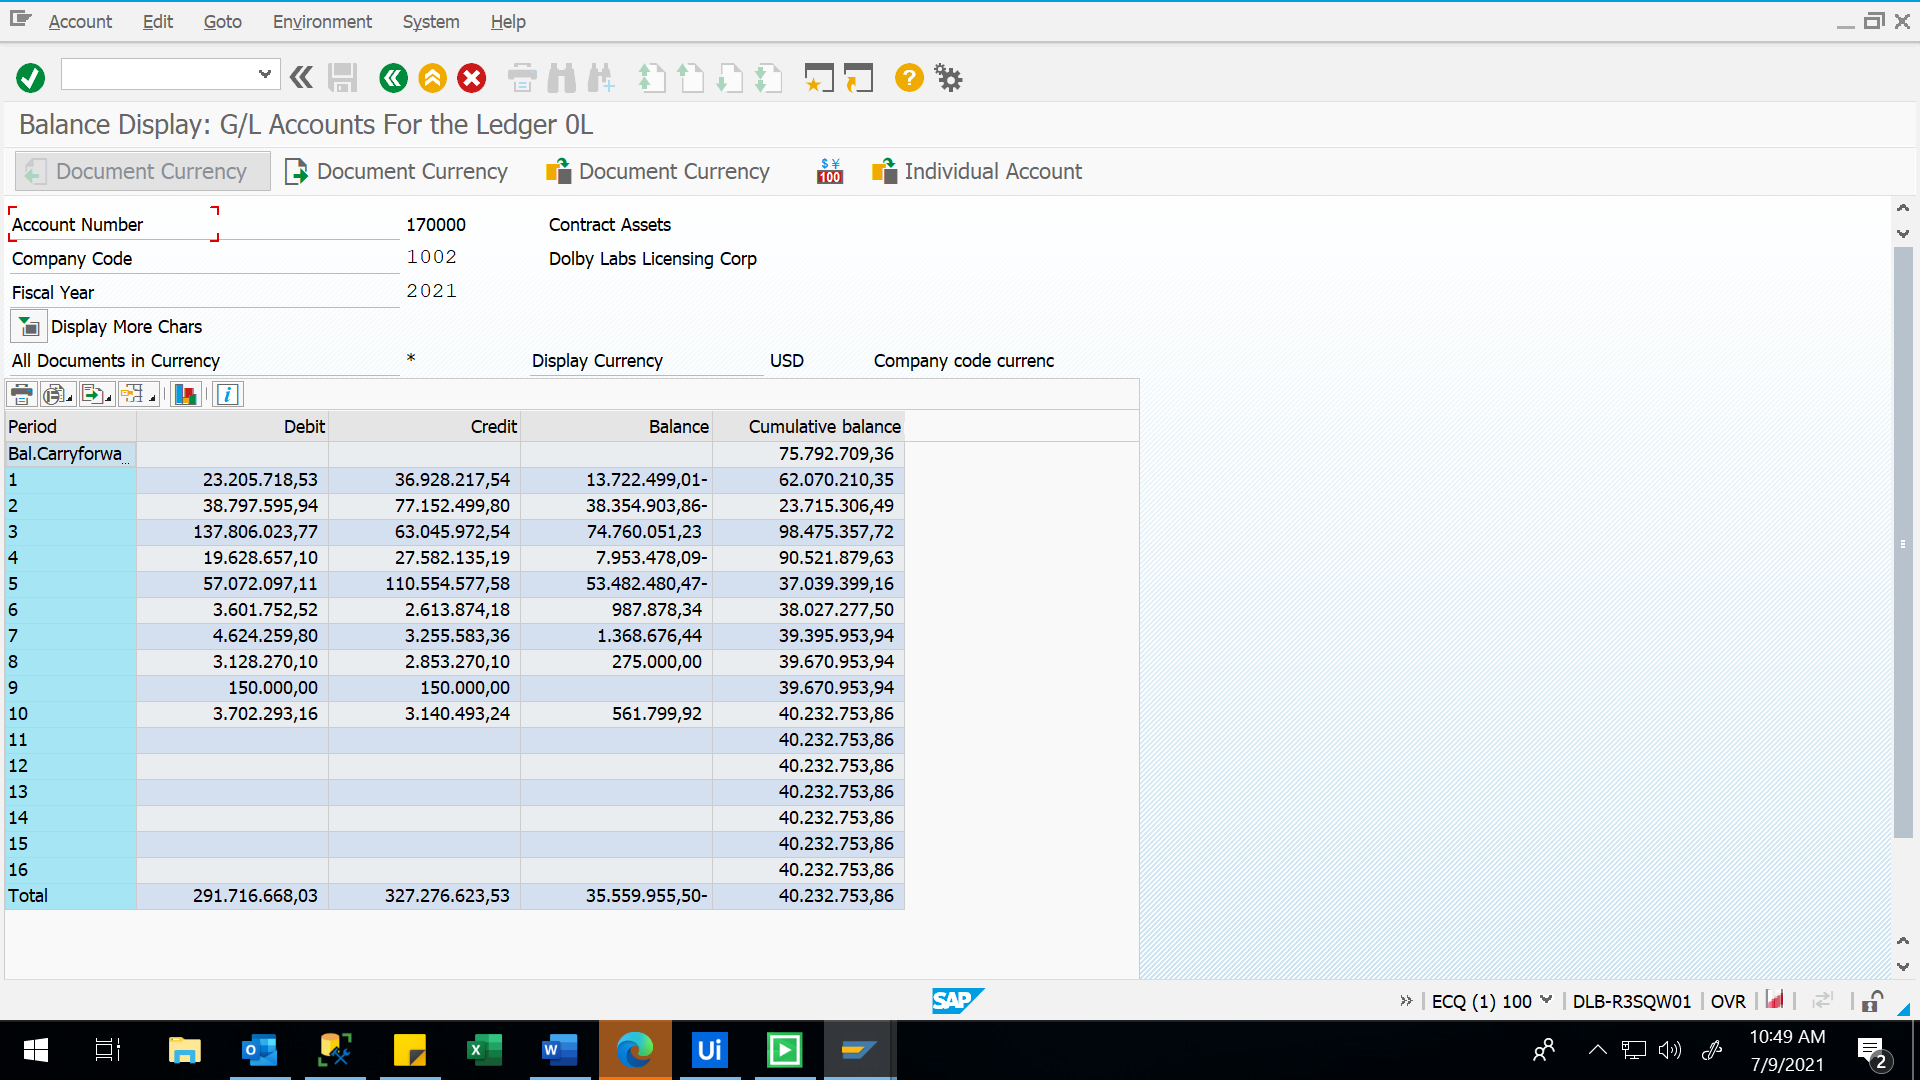 Account Edit Goto Environment System Help
Balance Display: G/L Accounts For the Ledger 0L
Document Currency Document Currency Document Currency $ ¥ 100 Individual Account
Account Number 170000 Contract Assets
Company Code 1002 Dolby Labs Licensing Corp
Fiscal Year 2021
Display More Chars
All Documents in Currency * Display Currency USD Company code currenc
Period Debit Credit Balance Cumulative balance
Bal.Carryforwa... 75.792.709,36
1 23.205.718,53 36.928.217,54 13.722.499,01- 62.070.210,35
2 38.797.595,94 77.152.499,80 38.354.903,86- 23.715.306,49
3 137.806.023,77 63.045.972,54 74.760.051,23 98.475.357,72
4 19.628.657,10 27.582.135,19 7.953.478,09- 90.521.879,63
5 57.072.097,11 110.554.577,58 53.482.480,47- 37.039.399,16
6 3.601.752,52 2.613.874,18 987.878,34 38.027.277,50
7 4.624.259,80 3.255.583,36 1.368.676,44 39.395.953,94
8 3.128.270,10 2.853.270,10 275.000,00 39.670.953,94
9 150.000,00 150.000,00 39.670.953,94
10 3.702.293,16 3.140.493,24 561.799,92 40.232.753,86
11 40.232.753,86
12 40.232.753,86
13 40.232.753,86
14 40.232.753,86
15 40.232.753,86
16 40.232.753,86
Total 291.716.668,03 327.276.623,53 35.559.955,50- 40.232.753,86
SAP ECQ (1) 100 DLB-R3SQW01 OVR
Ui 10:49 AM
7/9/2021 2